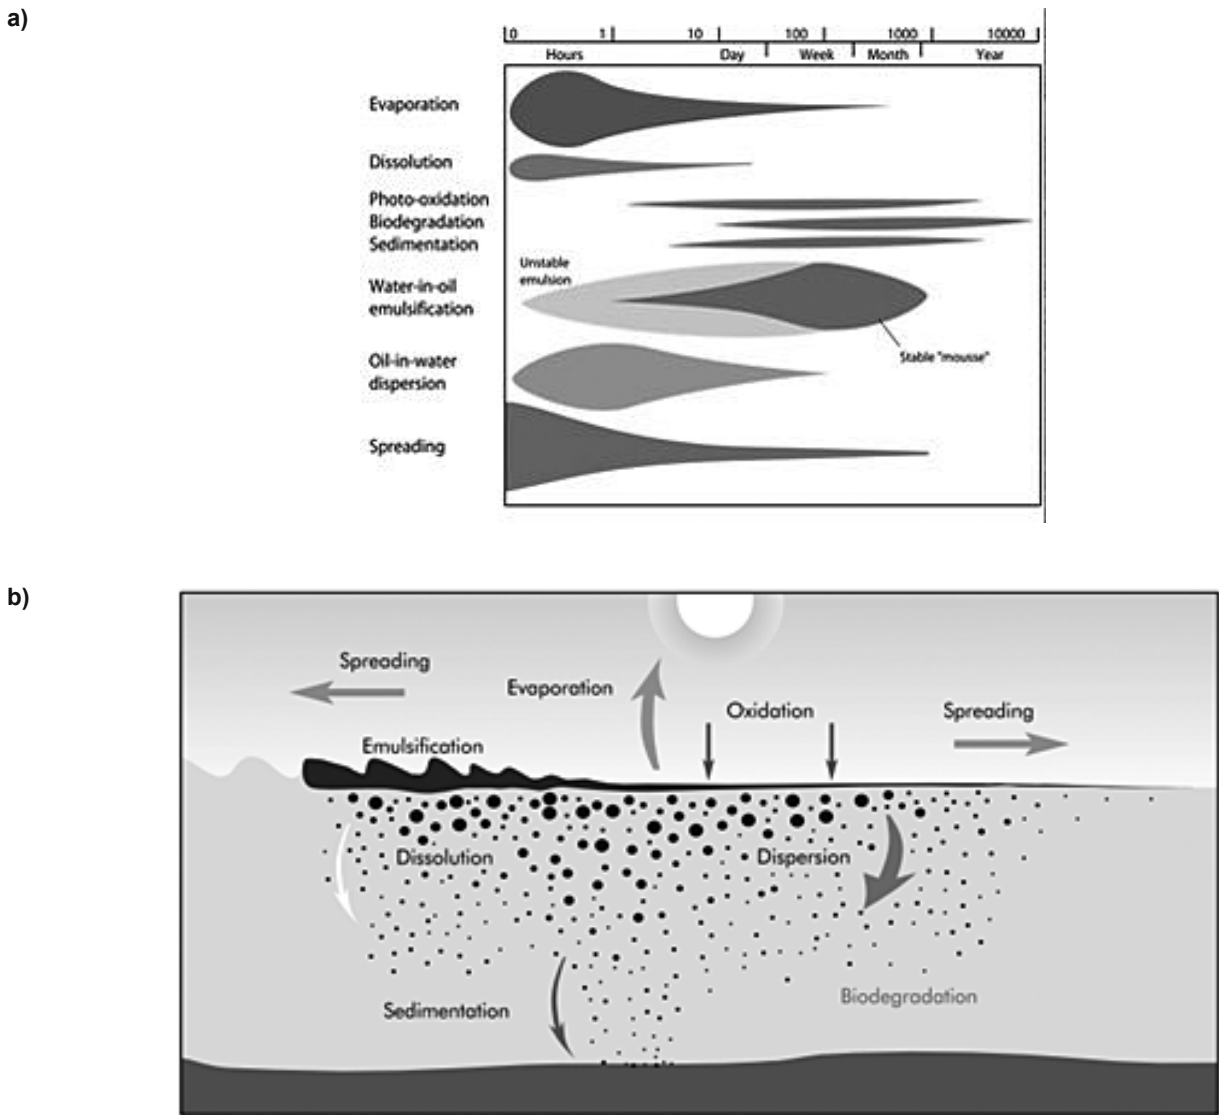 a)
0 1 10 100 1000 10000
Hours Day Week Month Year
Evaporation
Dissolution
Photo-oxidation
Biodegradation
Sedimentation
Unstable
emulsion
Water-in-oil
emulsification
Stable "mousse"
Oil-in-water
dispersion
Spreading
b)
Spreading
Evaporation
Oxidation
Spreading
Emulsification
Dissolution
Dispersion
Sedimentation
Biodegradation